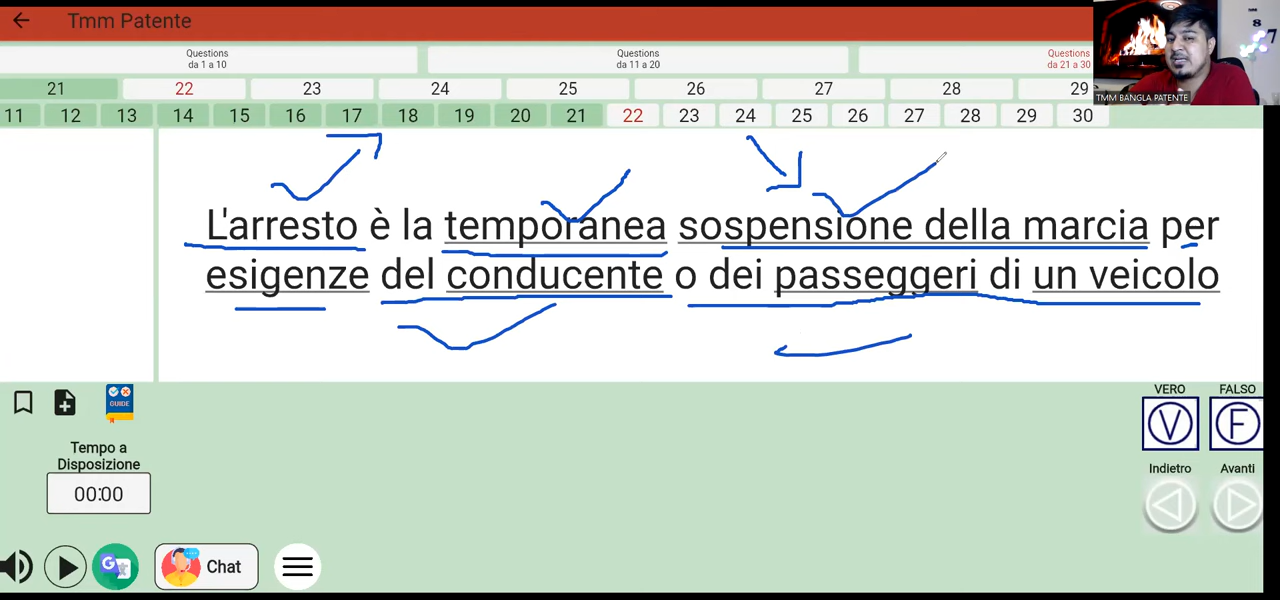 Tmm Patente
Questions
da 1 a 10
Questions
da 11 a 20
Questions
da 21 a 30
21 22 23 24 25 26 27 28 29
11 12 13 14 15 16 17 18 19 20 21 22 23 24 25 26 27 28 29 30
TMM BANGLA PATENTE
L'arresto è la temporanea sospensione della marcia per
esigenze del conducente o dei passeggeri di un veicolo
GUIDE
Tempo a
Disposizione
00:00
VERO FALSO
V F
Indietro Avanti
G
Chat